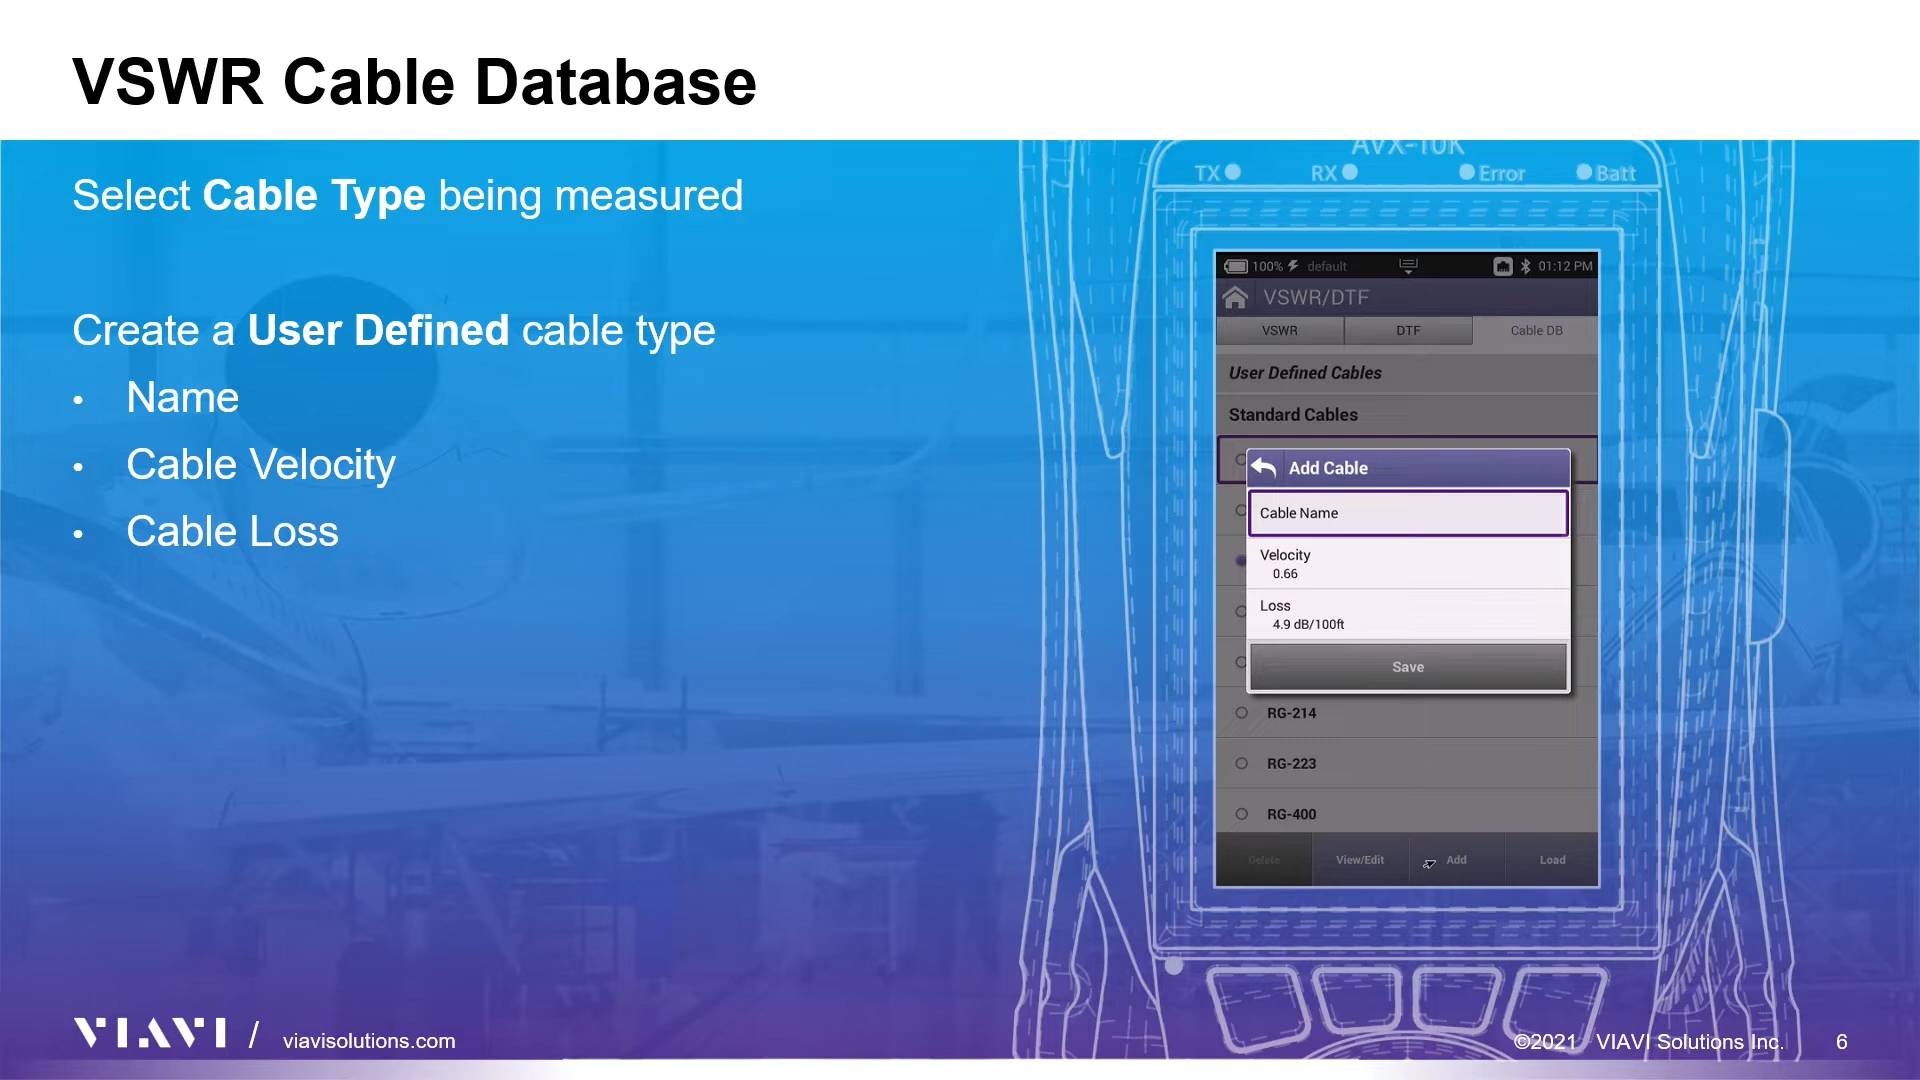 VSWR Cable Database
Select Cable Type being measured
Create a User Defined cable type
• Name
• Cable Velocity
• Cable Loss
AVX-10K
TX RX Error Batt
100% default 01:12 PM
VSWR/DTF
VSWR DTF Cable DB
User Defined Cables
Standard Cables
Add Cable
Cable Name
Velocity
0.66
Loss
4.9 dB/100ft
Save
RG-214
RG-223
RG-400
Delete View/Edit Add Load
VIAVI / viavisolutions.com
©2021 VIAVI Solutions Inc. 6